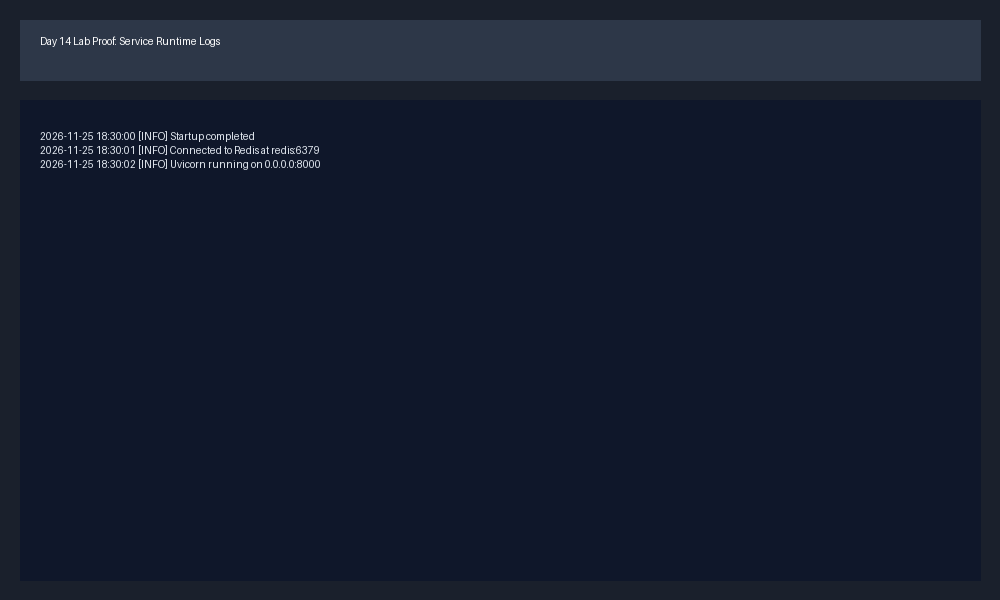 Day 14 Lab Proof: Service Runtime Logs
2026-11-25 18:30:00 [INFO] Startup completed
2026-11-25 18:30:01 [INFO] Connected to Redis at redis:6379
2026-11-25 18:30:02 [INFO] Uvicorn running on 0.0.0.0:8000